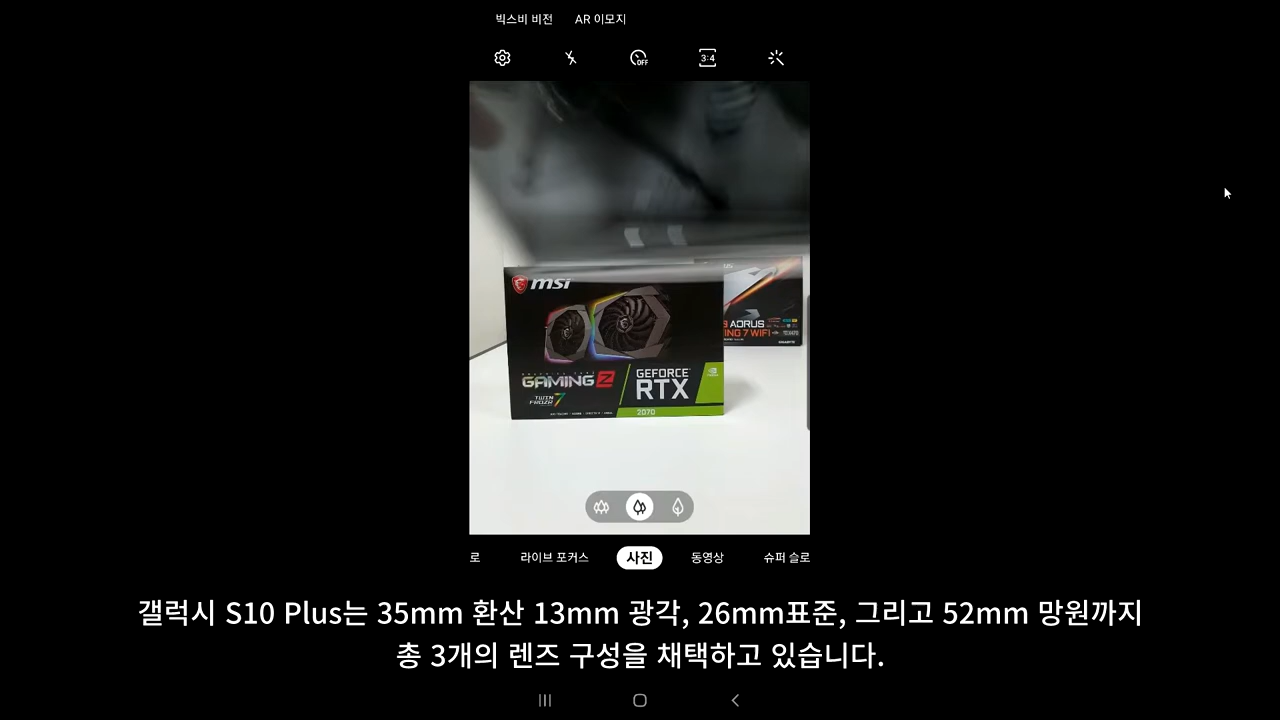 빅스비 비전 AR 이모지
OFF 3:4
msi
AORUS
7 WIFI
GAMING Z
GEFORCE
RTX
TWIN
FROZR 7
2070
로 라이브 포커스 사진 동영상 슈퍼 슬로
갤럭시 S10 Plus는 35mm 환산 13mm 광각, 26mm표준, 그리고 52mm 망원까지
총 3개의 렌즈 구성을 채택하고 있습니다.